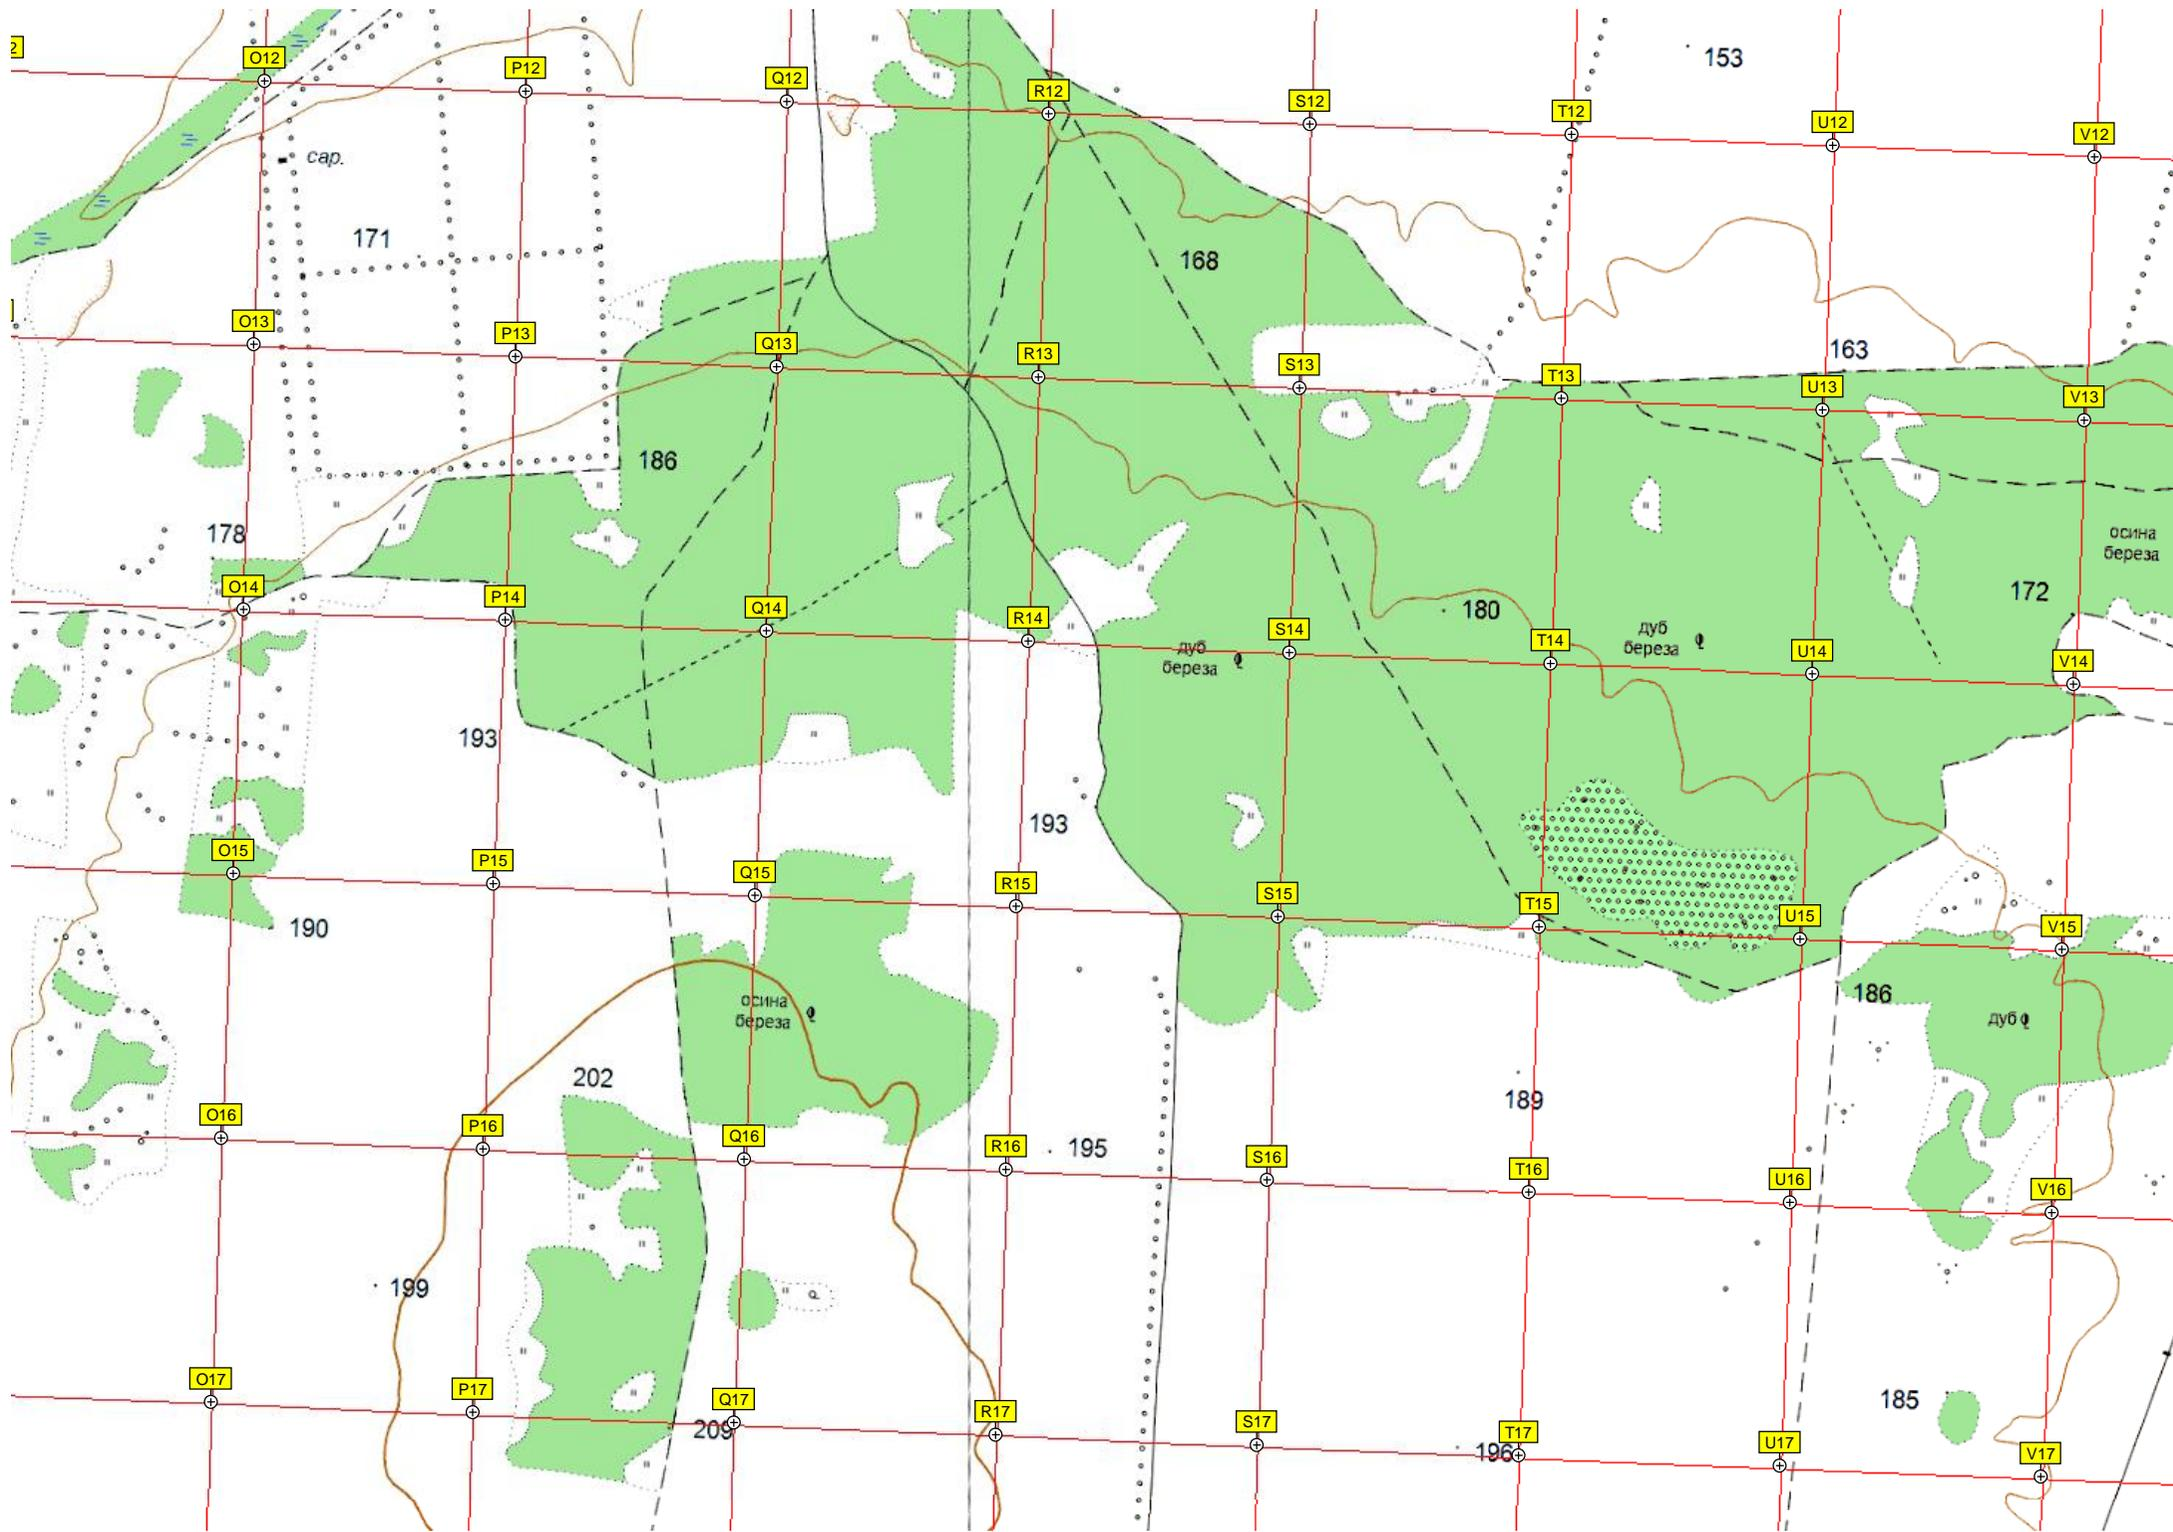 2
O12
P12
Q12
R12
S12
T12
U12
V12
153
сар.
171
168
O13
P13
Q13
R13
S13
T13
U13
V13
163
186
178
осина
береза
172
180
O14
P14
Q14
R14
S14
T14
U14
V14
дуб
береза
дуб
береза
193
193
O15
P15
Q15
R15
S15
T15
U15
V15
190
186
осина
береза
дуб
202
189
195
O16
P16
Q16
R16
S16
T16
U16
V16
199
185
O17
P17
Q17
R17
S17
T17
U17
V17
209
196